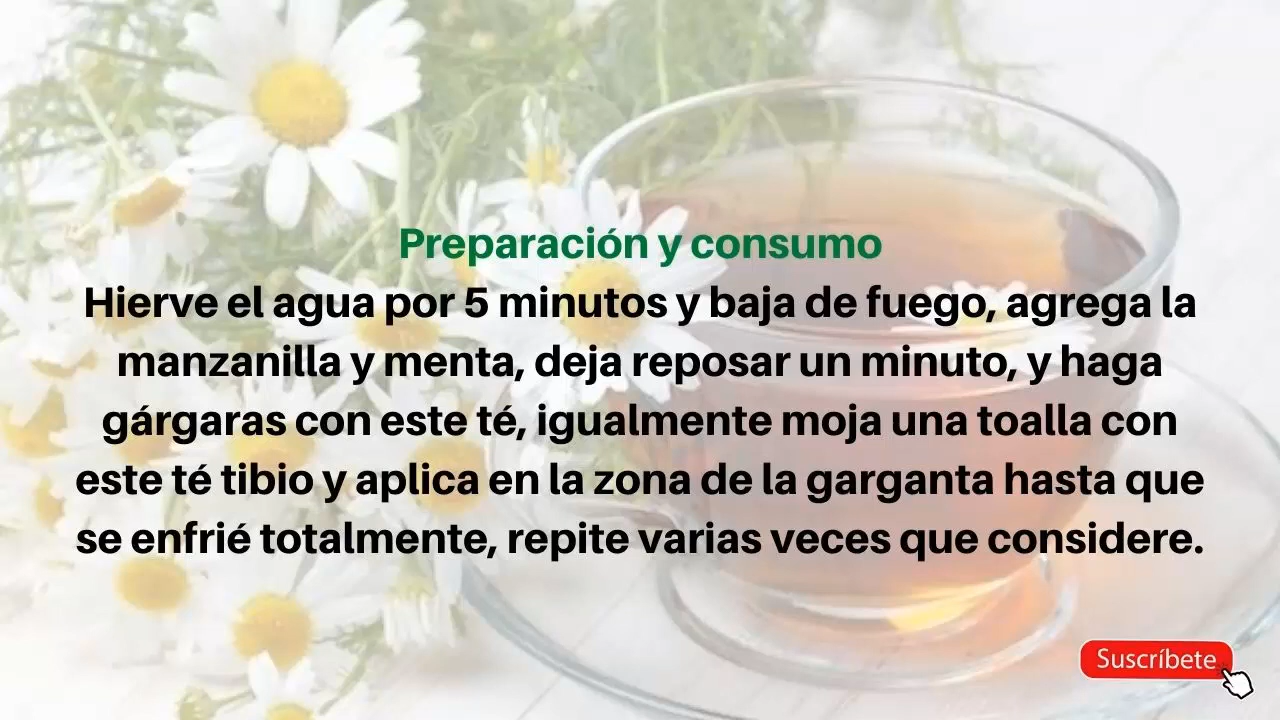 Preparación y consumo
Hierve el agua por 5 minutos y baja de fuego, agrega la
manzanilla y menta, deja reposar un minuto, y haga
gárgaras con este té, igualmente moja una toalla con
este té tibio y aplica en la zona de la garganta hasta que
se enfrié totalmente, repite varias veces que considere.
Suscríbete